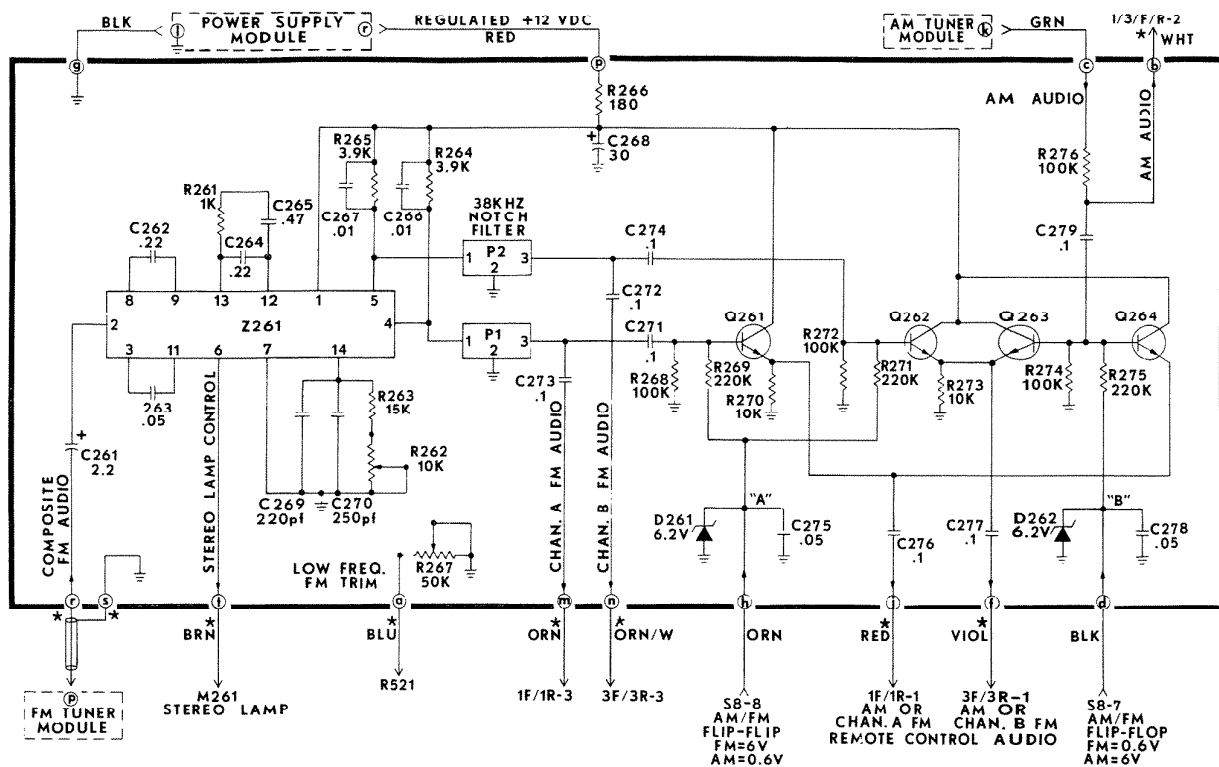 BLK
l
POWER SUPPLY
MODULE
r
REGULATED +12 VDC
RED
AM TUNER
MODULE
k
GRN
1/3/F/R-2
*
WHT
g
p
c
b
R266
180
AM AUDIO
AM AUDIO
+
C268
30
R265
3.9K
R264
3.9K
R276
100K
R261
1K
C265
.47
C267
.01
C266
.01
38KHZ
NOTCH
FILTER
C262
.22
C264
.22
C274
.1
C279
.1
1
P2
3
2
8
9
13
12
1
5
C272
.1
2
Z261
4
C271
.1
Q261
Q262
Q263
Q264
1
P1
3
2
3
11
6
7
14
R272
100K
C273
.1
R268
100K
R269
220K
R271
220K
R274
100K
R275
220K
R270
10K
R273
10K
263
.05
R263
15K
+
C261
2.2
R262
10K
C269
220pf
C270
250pf
COMPOSITE
FM AUDIO
STEREO LAMP CONTROL
CHAN. A FM AUDIO
CHAN. B FM AUDIO
"A"
"B"
D261
6.2V
C275
.05
C276
.1
C277
.1
D262
6.2V
C278
.05
LOW FREQ.
FM TRIM
R267
50K
r
s
t
a
m
n
h
j
f
d
*
*
BRN*
BLU*
ORN*
*
ORN/W
ORN
RED*
VIOL*
BLK
p
FM TUNER
MODULE
M261
STEREO LAMP
R521
1F/1R-3
3F/3R-3
S8-8
AM/FM
FLIP-FLIP
FM=6V
AM=0.6V
1F/1R-1
AM OR
CHAN. A FM
3F/3R-1
AM OR
CHAN. B FM
REMOTE CONTROL AUDIO
S8-7
AM/FM
FLIP-FLOP
FM=0.6V
AM=6V